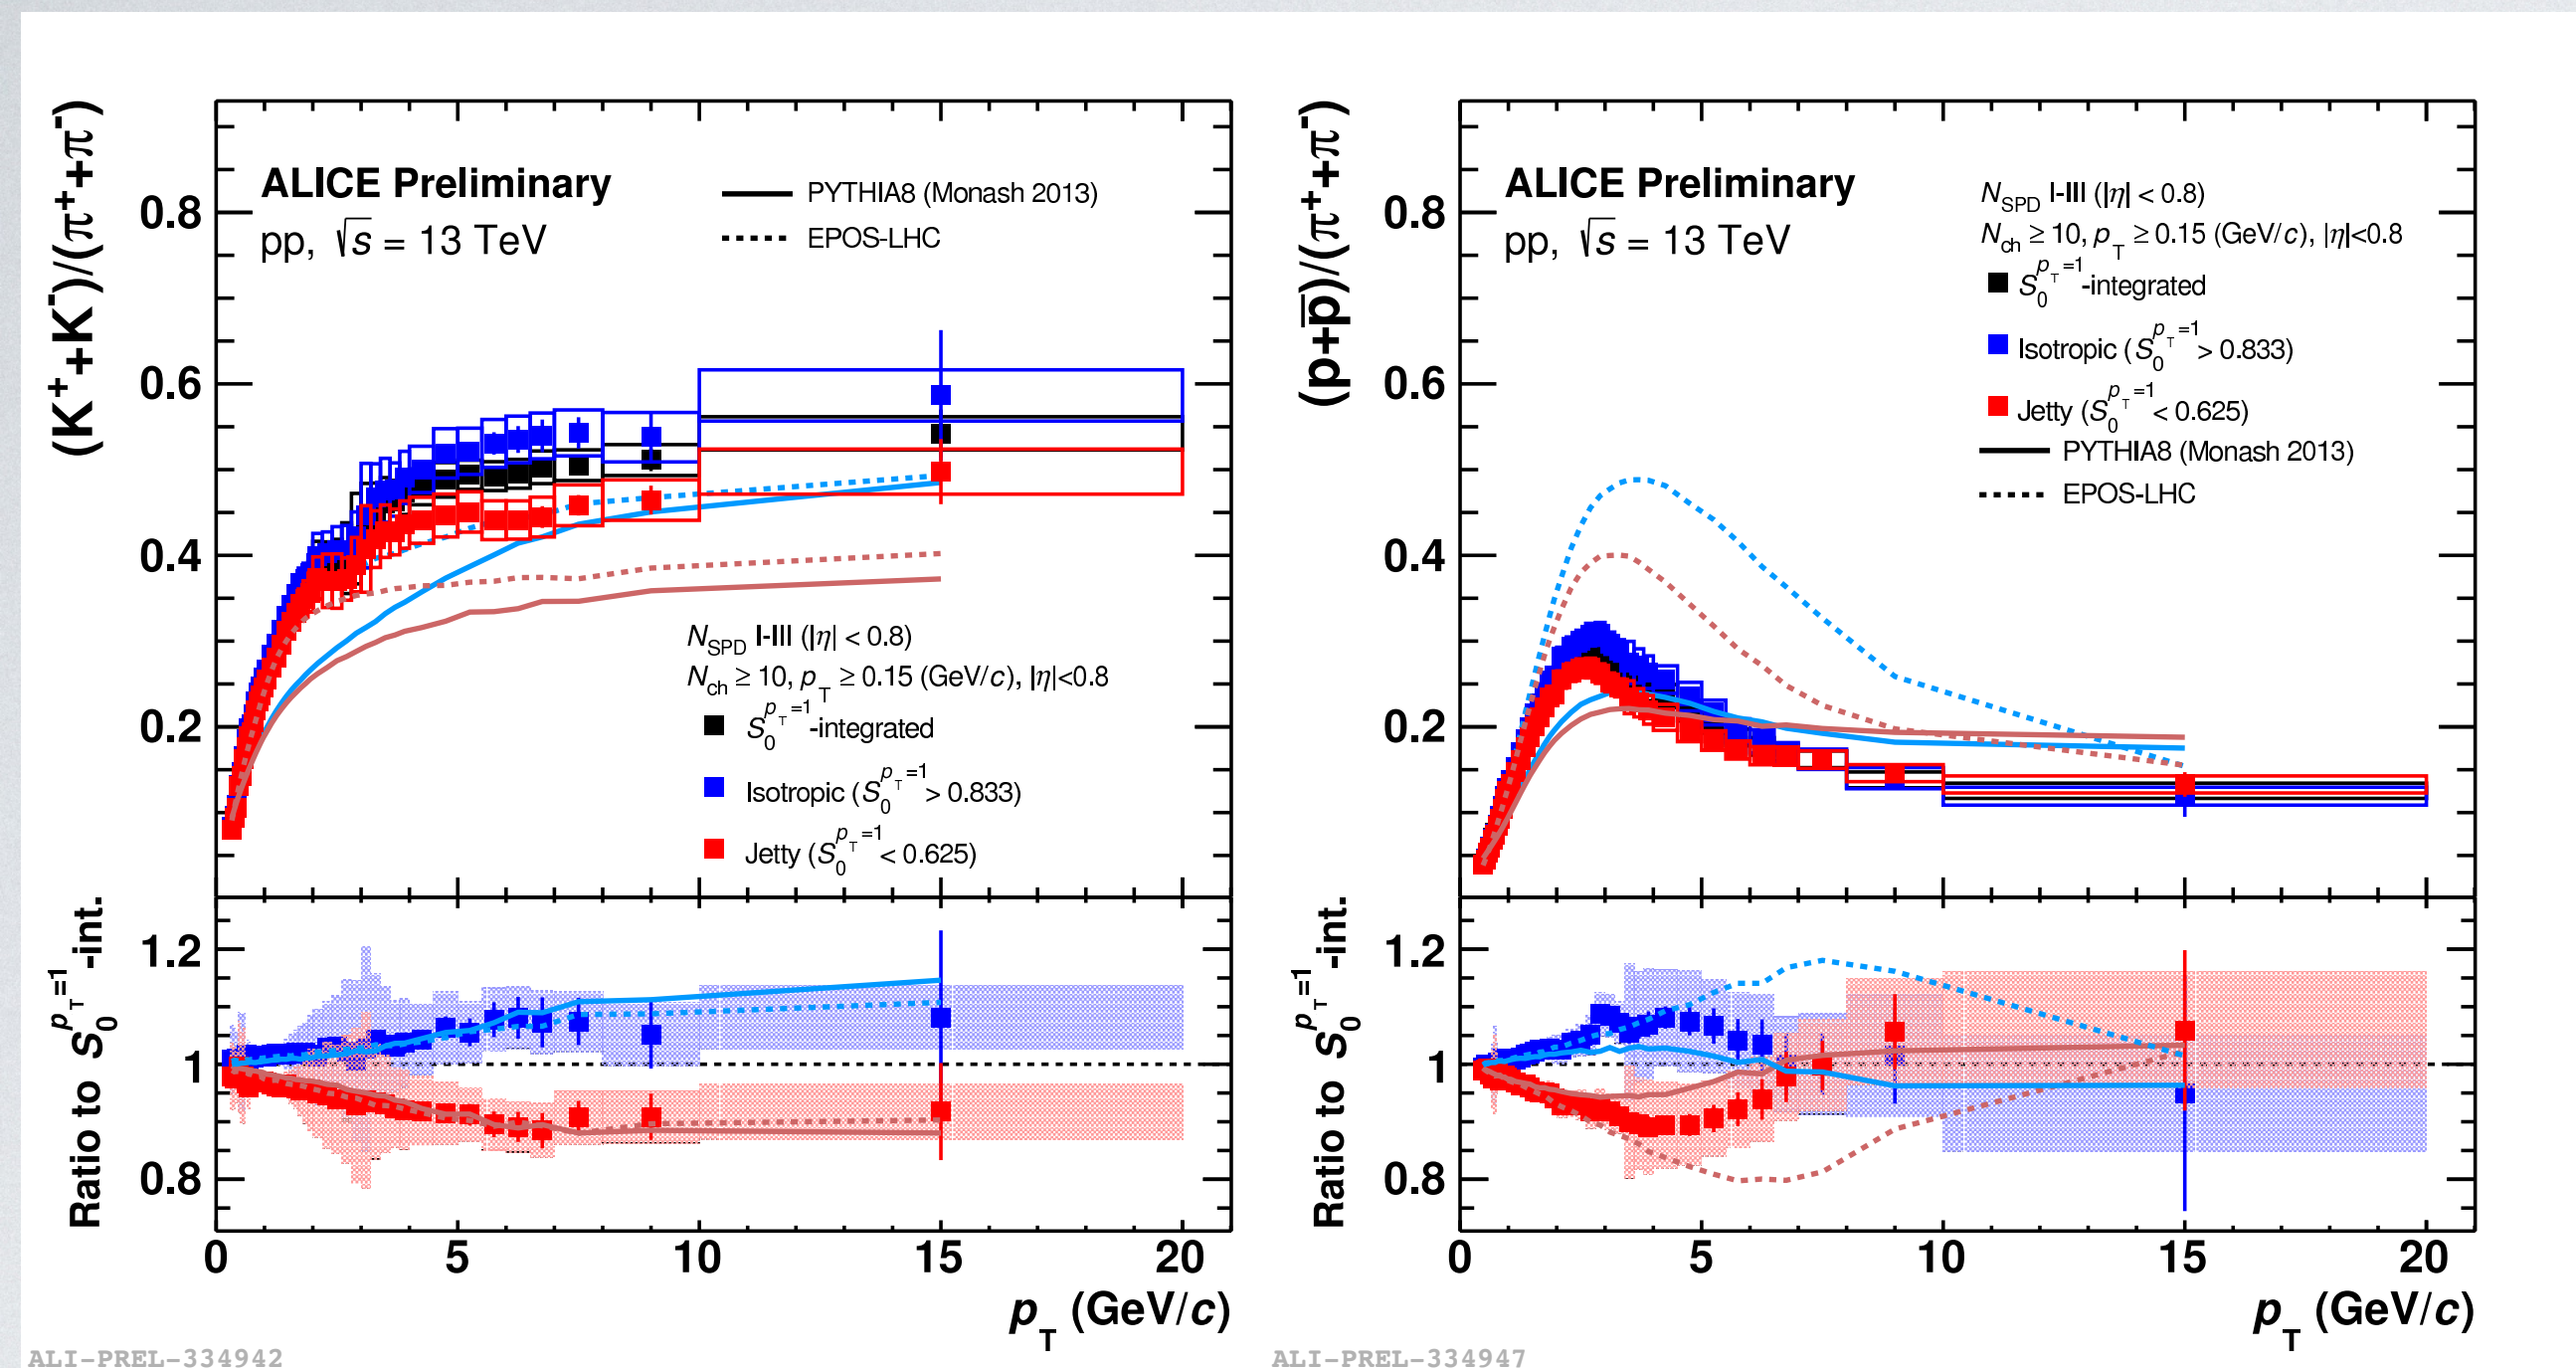 (K⁺+K⁻)/(π⁺+π⁻)
ALICE Preliminary
pp, √s = 13 TeV
PYTHIA8 (Monash 2013)
EPOS-LHC
0.8
0.6
0.4
0.2
N_SPD I-III (|η| < 0.8)
N_ch ≥ 10, p_T ≥ 0.15 (GeV/c), |η|<0.8
S_0^{p_T=1}-integrated
Isotropic (S_0^{p_T=1} > 0.833)
Jetty (S_0^{p_T=1} < 0.625)
Ratio to S_0^{p_T=1}-int.
1.2
1
0.8
0 5 10 15 20
p_T (GeV/c)
ALI-PREL-334942
(p+p̅)/(π⁺+π⁻)
ALICE Preliminary
pp, √s = 13 TeV
N_SPD I-III (|η| < 0.8)
N_ch ≥ 10, p_T ≥ 0.15 (GeV/c), |η|<0.8
S_0^{p_T=1}-integrated
Isotropic (S_0^{p_T=1} > 0.833)
Jetty (S_0^{p_T=1} < 0.625)
PYTHIA8 (Monash 2013)
EPOS-LHC
0.8
0.6
0.4
0.2
Ratio to S_0^{p_T=1}-int.
1.2
1
0.8
0 5 10 15 20
p_T (GeV/c)
ALI-PREL-334947